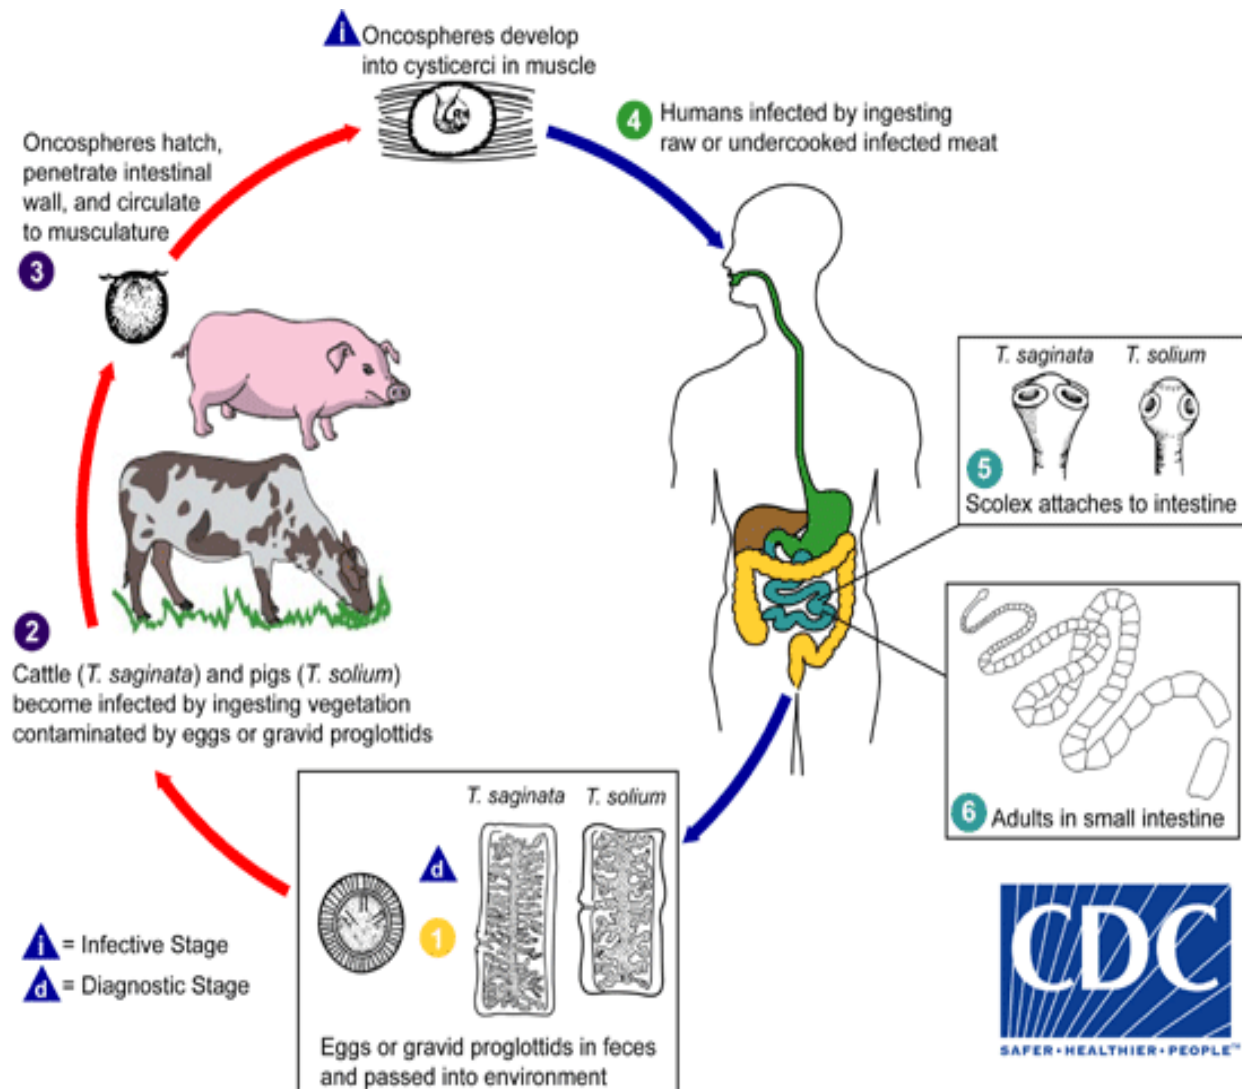 i
Oncospheres develop
into cysticerci in muscle
4
Humans infected by ingesting
raw or undercooked infected meat
Oncospheres hatch,
penetrate intestinal
wall, and circulate
to musculature
3
T. saginata
T. solium
5
Scolex attaches to intestine
2
Cattle (T. saginata) and pigs (T. solium)
become infected by ingesting vegetation
contaminated by eggs or gravid proglottids
6
Adults in small intestine
T. saginata
T. solium
d
1
i = Infective Stage
d = Diagnostic Stage
Eggs or gravid proglottids in feces
and passed into environment
CDC
SAFER·HEALTHIER·PEOPLE™